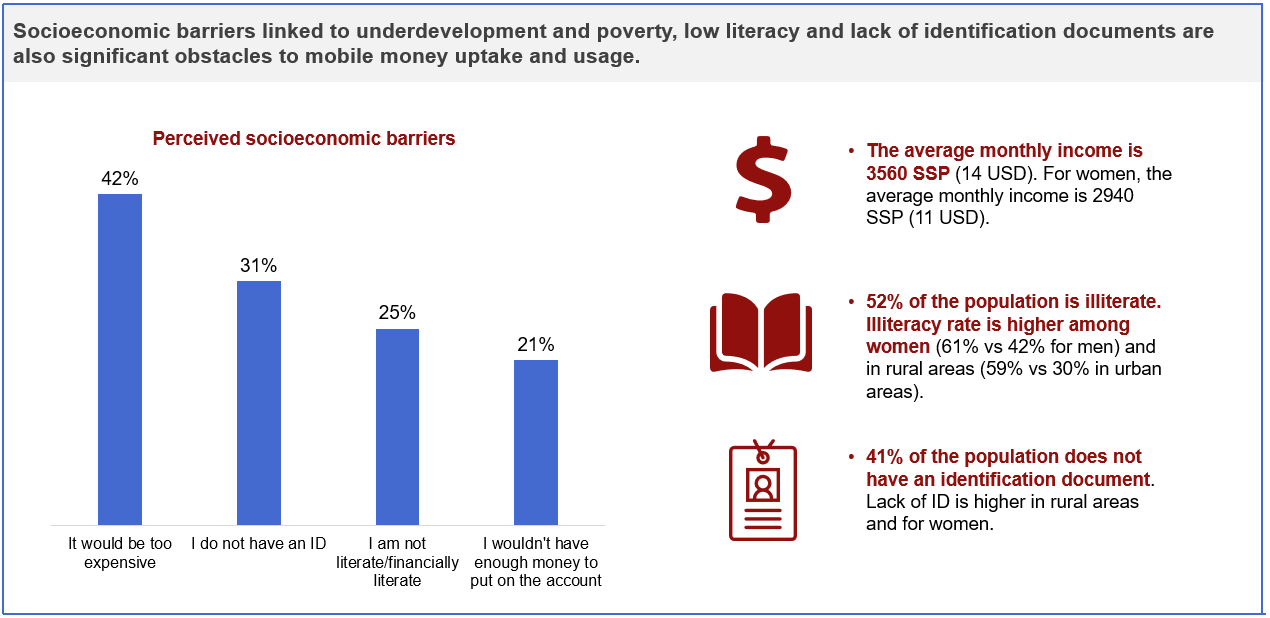 Socioeconomic barriers linked to underdevelopment and poverty, low literacy and lack of identification documents are
also significant obstacles to mobile money uptake and usage.
Perceived socioeconomic barriers
42%
31%
25%
21%
It would be too
expensive
I do not have an ID
I am not
literate/financially
literate
I wouldn't have
enough money to
put on the account
• The average monthly income is
3560 SSP (14 USD). For women, the
average monthly income is 2940
SSP (11 USD).
• 52% of the population is illiterate.
Illiteracy rate is higher among
women (61% vs 42% for men) and
in rural areas (59% vs 30% in urban
areas).
• 41% of the population does not
have an identification document.
Lack of ID is higher in rural areas
and for women.